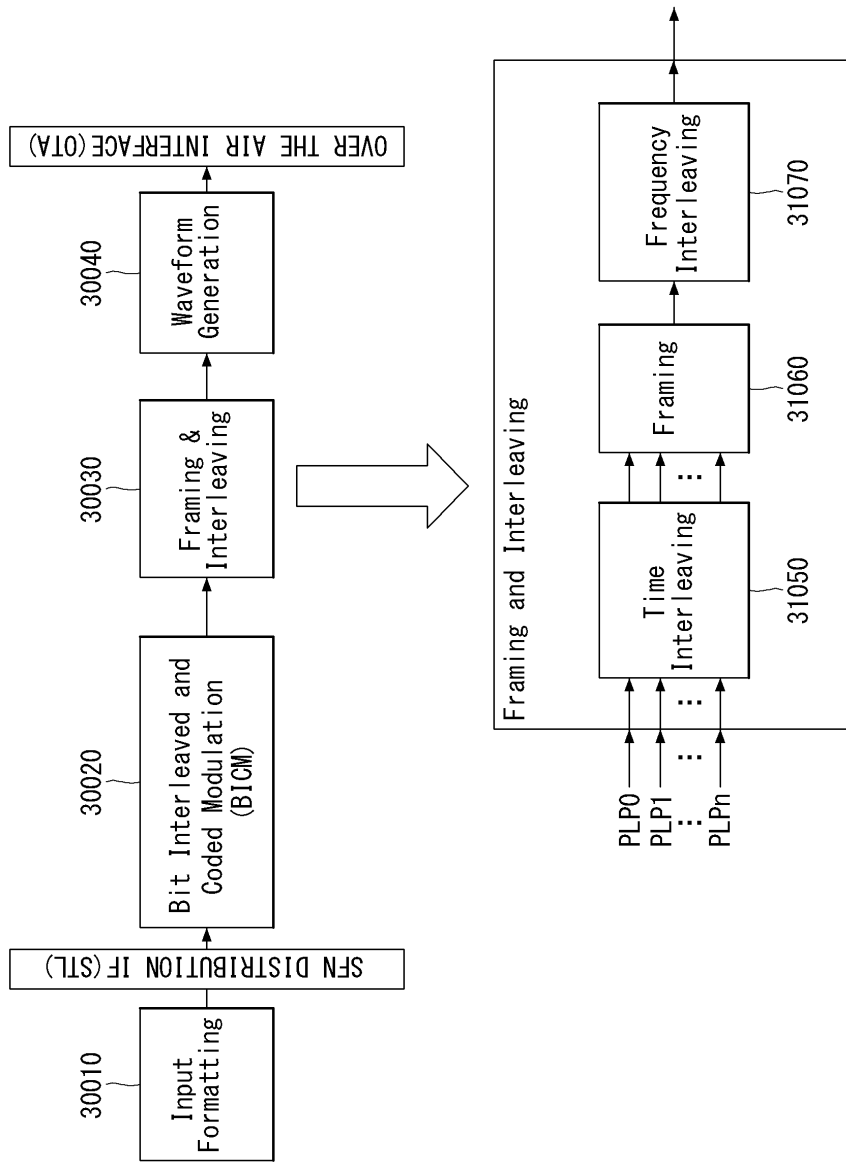 30010
Input
Formatting
SFN DISTRIBUTION IF(STL)
30020
Bit Interleaved and
Coded Modulation
(BICM)
30030
Framing &
Interleaving
30040
Waveform
Generation
OVER THE AIR INTERFACE(OTA)
Framing and Interleaving
PLP0
PLP1
...
PLPn
...
...
Time
Interleaving
31050
...
Framing
31060
Frequency
Interleaving
31070